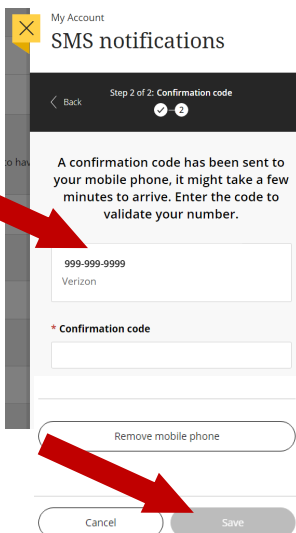 My Account
SMS notifications
Step 2 of 2: Confirmation code
Back
2
to hav
A confirmation code has been sent to
your mobile phone, it might take a few
minutes to arrive. Enter the code to
validate your number.
999-999-9999
Verizon
* Confirmation code
Remove mobile phone
Cancel
Save